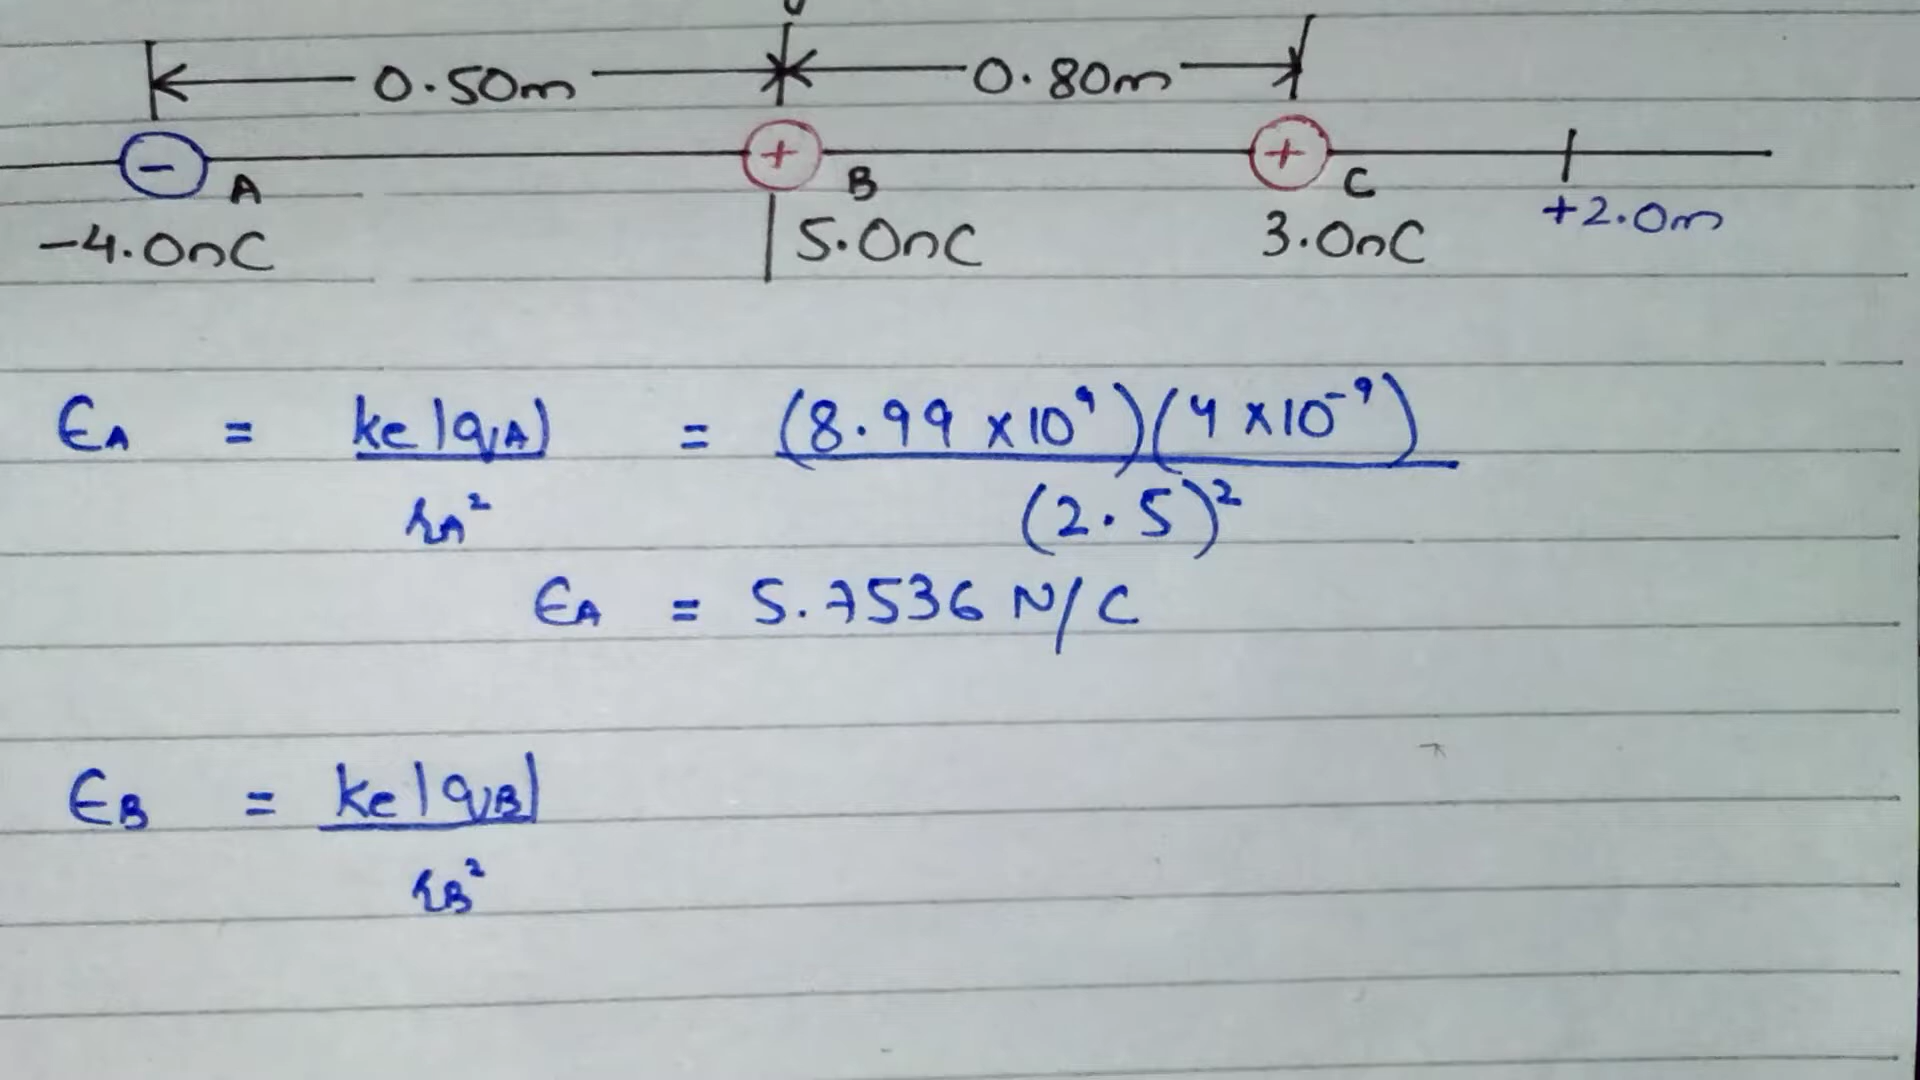 0.50m 0.80m
- + +
A B C
-4.0nC 5.0nC 3.0nC +2.0m
EA = ke|qA| / rA² = (8.99 x10⁹)(4 x10⁻⁹) / (2.5)²
EA = 5.7536 N/C
EB = ke|qB| / rB²